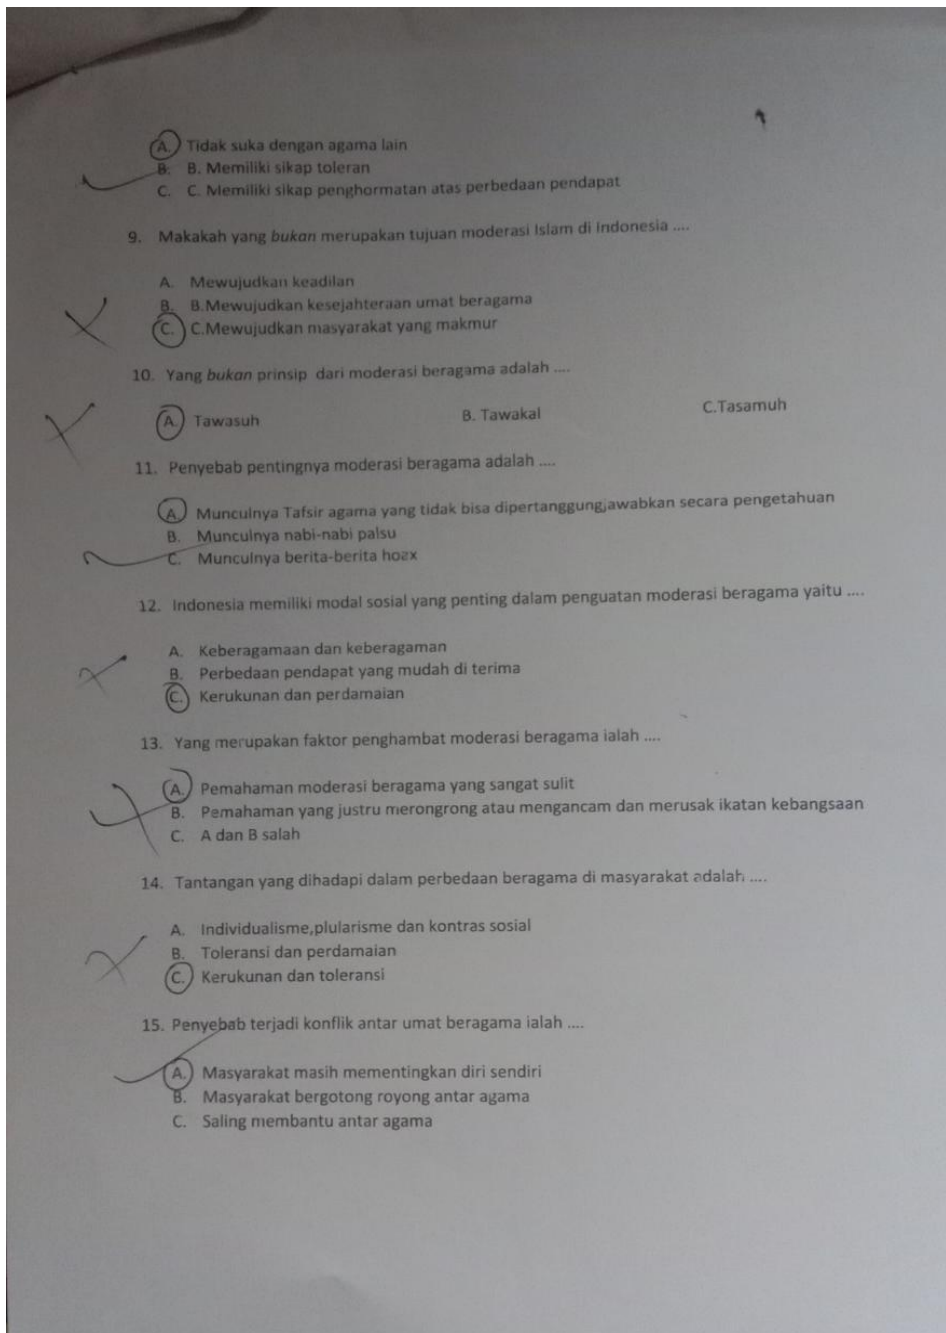 A. Tidak suka dengan agama lain
B. B. Memiliki sikap toleran
C. C. Memiliki sikap penghormatan atas perbedaan pendapat
9. Makakah yang bukan merupakan tujuan moderasi Islam di Indonesia ....
A. Mewujudkan keadilan
B. B.Mewujudkan kesejahteraan umat beragama
C. C.Mewujudkan masyarakat yang makmur
10. Yang bukan prinsip dari moderasi beragama adalah ....
A. Tawasuh B. Tawakal C.Tasamuh
11. Penyebab pentingnya moderasi beragama adalah ....
A. Munculnya Tafsir agama yang tidak bisa dipertanggungjawabkan secara pengetahuan
B. Munculnya nabi-nabi palsu
C. Munculnya berita-berita hoax
12. Indonesia memiliki modal sosial yang penting dalam penguatan moderasi beragama yaitu ....
A. Keberagamaan dan keberagaman
B. Perbedaan pendapat yang mudah di terima
C. Kerukunan dan perdamaian
13. Yang merupakan faktor penghambat moderasi beragama ialah ....
A. Pemahaman moderasi beragama yang sangat sulit
B. Pemahaman yang justru merongrong atau mengancam dan merusak ikatan kebangsaan
C. A dan B salah
14. Tantangan yang dihadapi dalam perbedaan beragama di masyarakat adalah ....
A. Individualisme,plularisme dan kontras sosial
B. Toleransi dan perdamaian
C. Kerukunan dan toleransi
15. Penyebab terjadi konflik antar umat beragama ialah ....
A. Masyarakat masih mementingkan diri sendiri
B. Masyarakat bergotong royong antar agama
C. Saling membantu antar agama